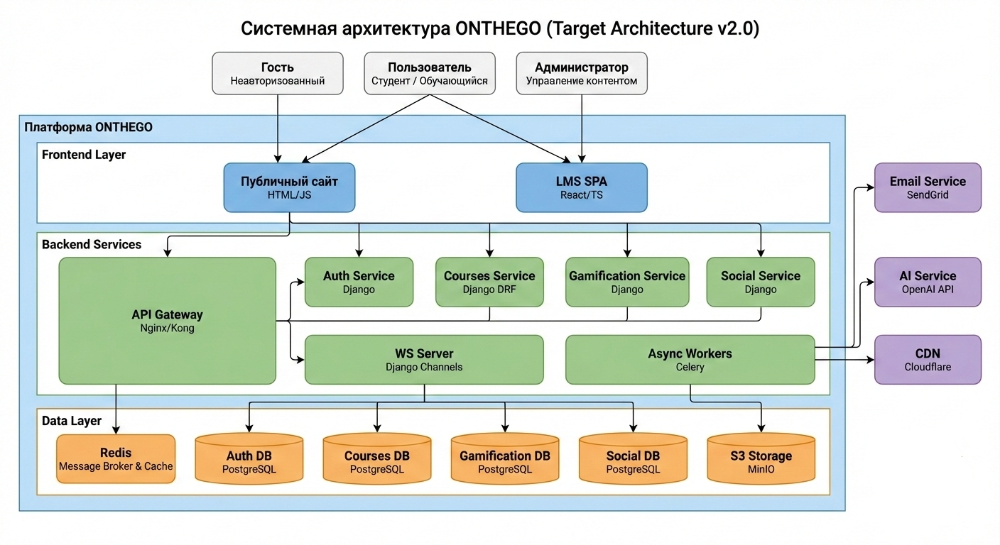 Системная архитектура ONTHEGO (Target Architecture v2.0)
Гость
Неавторизованный
Пользователь
Студент / Обучающийся
Администратор
Управление контентом
Платформа ONTHEGO
Frontend Layer
Публичный сайт
HTML/JS
LMS SPA
React/TS
Email Service
SendGrid
Backend Services
API Gateway
Nginx/Kong
Auth Service
Django
Courses Service
Django DRF
Gamification Service
Django
Social Service
Django
AI Service
OpenAI API
WS Server
Django Channels
Async Workers
Celery
CDN
Cloudflare
Data Layer
Redis
Message Broker & Cache
Auth DB
PostgreSQL
Courses DB
PostgreSQL
Gamification DB
PostgreSQL
Social DB
PostgreSQL
S3 Storage
MinIO